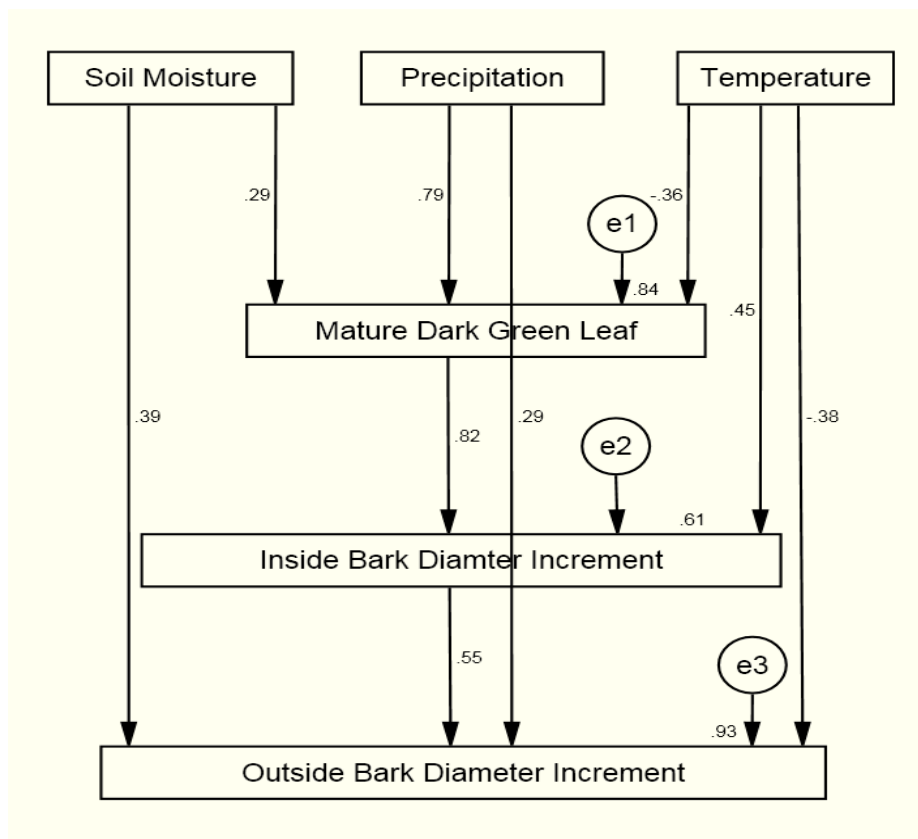 Soil Moisture
Precipitation
Temperature
.29
.79
-.36
e1
.84
.45
Mature Dark Green Leaf
.39
.82
.29
-.38
e2
.61
Inside Bark Diamter Increment
.55
e3
.93
Outside Bark Diameter Increment